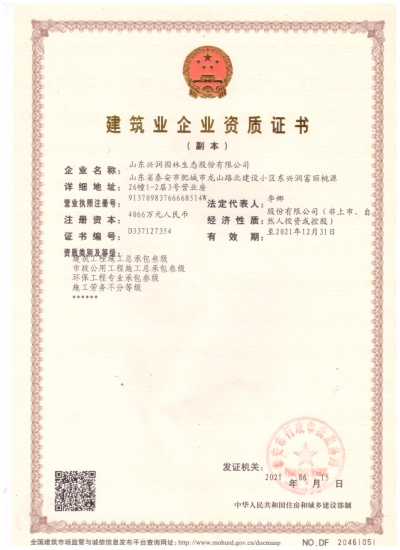 建筑业企业资质证书
(副本)
企业名称: 山东兴润园林生态股份有限公司
详细地址: 山东省泰安市肥城市龙山路北建设小区东兴润富丽桃源
26幢1-2层3号营业房
营业执照注册号: 91370983766668514W 法定代表人: 李娜
注册资本: 4066万元人民币 经济性质: 股份有限公司(非上市、自
然人投资或控股)
证书编号: D337127354 有效期: 至2021年12月31日
资质类别及等级:
建筑工程施工总承包叁级
市政公用工程施工总承包叁级
环保工程专业承包叁级
施工劳务不分等级
******
发证机关:
2021年06月15日
中华人民共和国住房和城乡建设部制
全国建筑市场监管与诚信信息发布平台查询网址: http://www.mohurd.gov.cn/docmaap
NO.DF 20461051